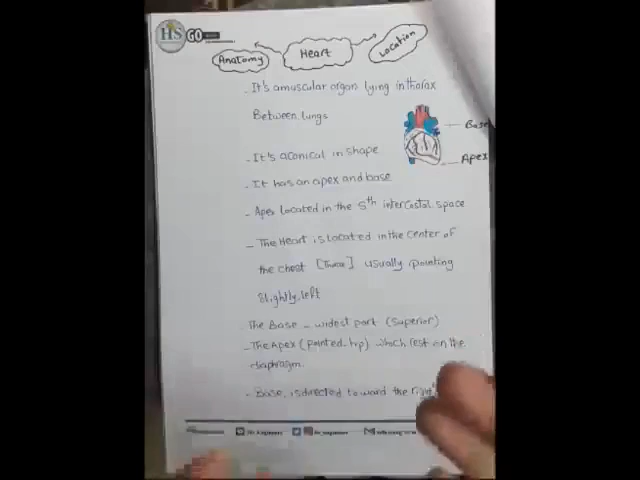 HS
GO
Anatomy
Heart
Location
. It's amuscular organ lying in thorax
Between lungs
Base
- It's aconical in shape
Apex
- It has an apex and base
- Apex located in the 5th intercostal space
- The Heart is located in the center of
the chest [Thorax] usually pointing
slightly left
- The Base - widest part (superior)
- The Apex (pointed tip) which rest on the
diaphragm.
- Base is directed toward the right